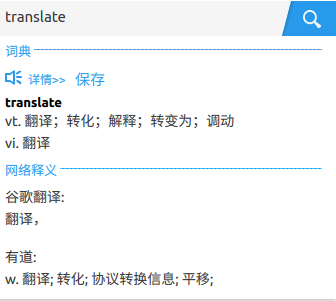 translate
词典
详情>> 保存
translate
vt. 翻译；转化；解释；转变为；调动
vi. 翻译
网络释义
谷歌翻译:
翻译，
有道:
w. 翻译; 转化; 协议转换信息; 平移;